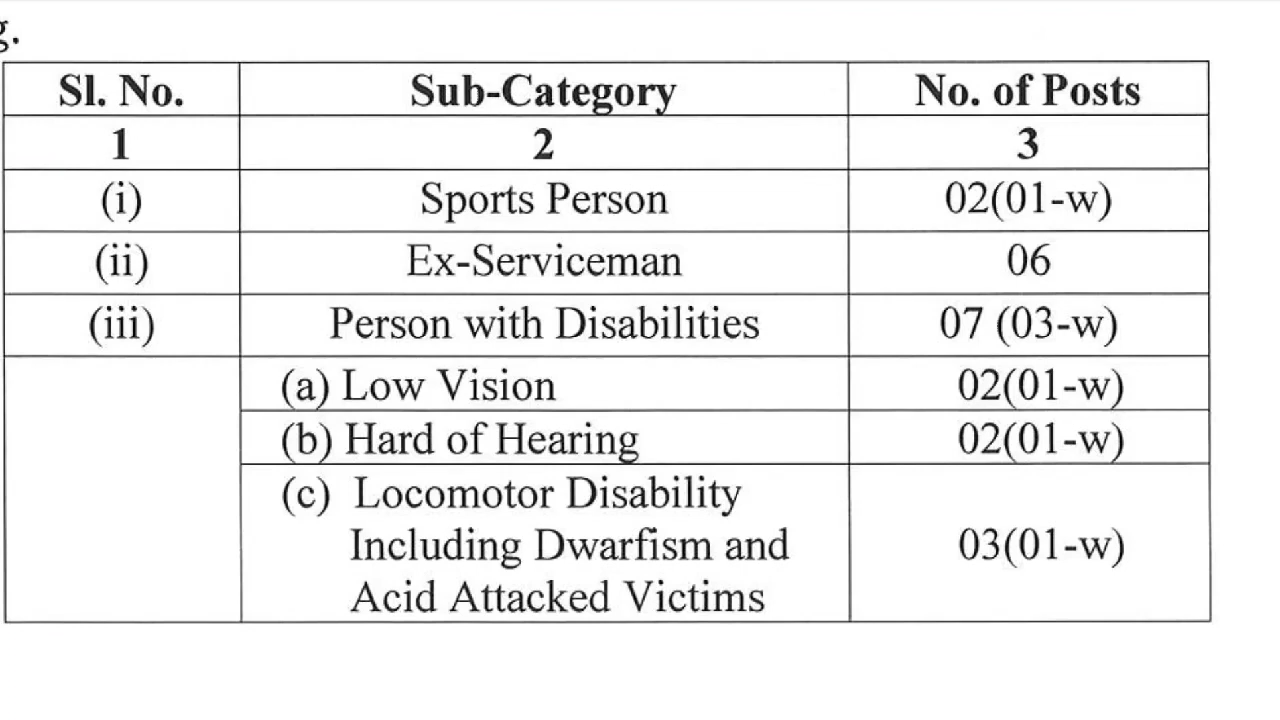 g.
Sl. No. Sub-Category No. of Posts
1 2 3
(i) Sports Person 02(01-w)
(ii) Ex-Serviceman 06
(iii) Person with Disabilities 07 (03-w)
(a) Low Vision 02(01-w)
(b) Hard of Hearing 02(01-w)
(c) Locomotor Disability
Including Dwarfism and 03(01-w)
Acid Attacked Victims